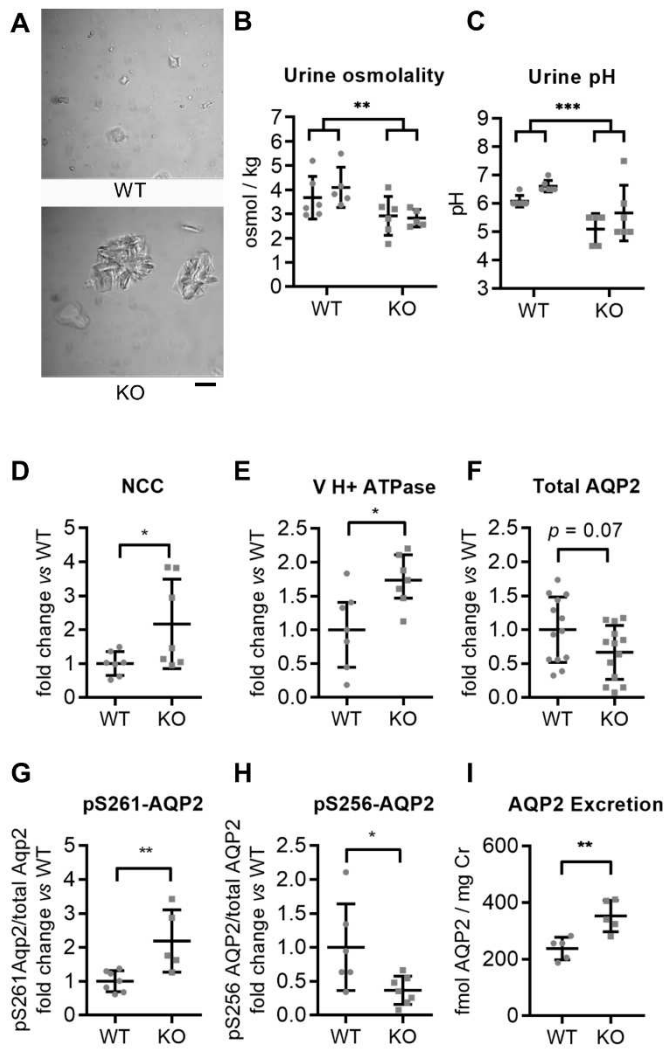 A
WT
KO
B
Urine osmolality
**
osmol / kg
7
6
5
4
3
2
1
0
WT
KO
C
Urine pH
***
pH
9
8
7
6
5
4
3
WT
KO
D
NCC
*
fold change vs WT
5
4
3
2
1
0
WT
KO
E
V H+ ATPase
*
fold change vs WT
2.5
2.0
1.5
1.0
0.5
0.0
WT
KO
F
Total AQP2
p = 0.07
fold change vs WT
2.5
2.0
1.5
1.0
0.5
0.0
WT
KO
G
pS261-AQP2
**
pS261Aqp2/total Aqp2
fold change vs WT
5
4
3
2
1
0
WT
KO
H
pS256-AQP2
*
pS256 AQP2/total AQP2
fold change vs WT
2.5
2.0
1.5
1.0
0.5
0.0
WT
KO
I
AQP2 Excretion
**
fmol AQP2 / mg Cr
600
400
200
0
WT
KO